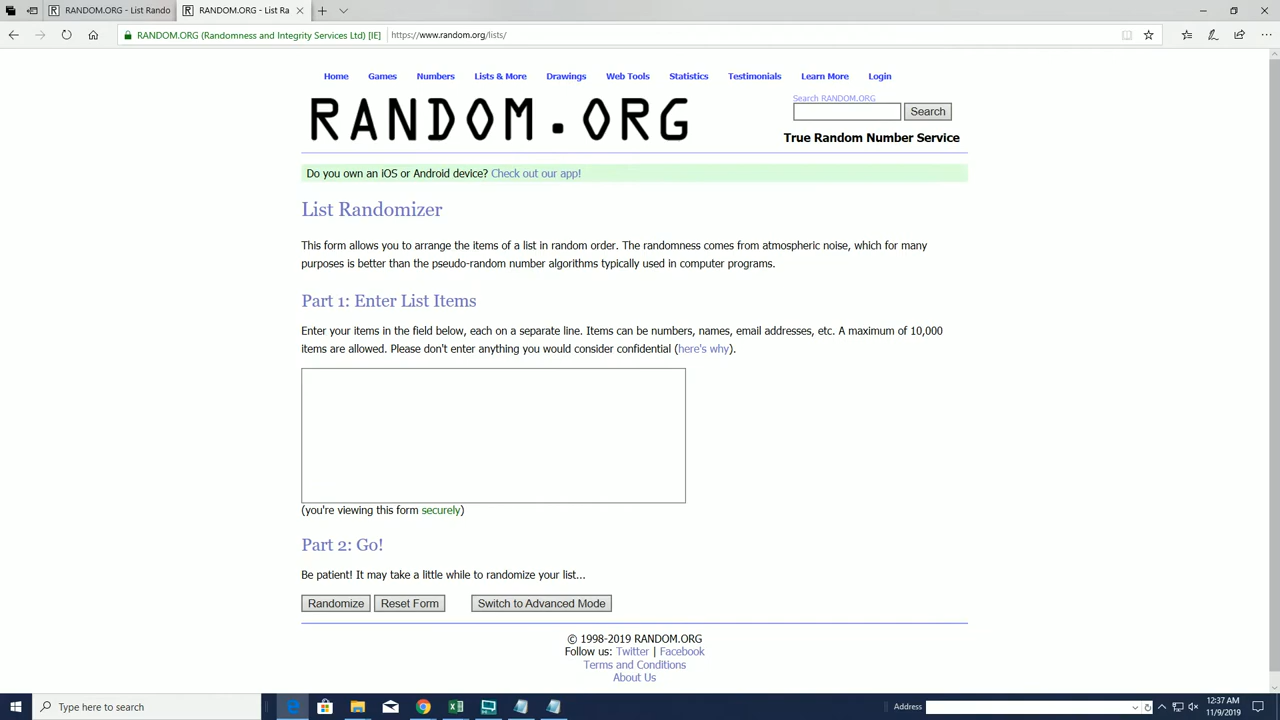 RANDOM.ORG - List Rando
RANDOM.ORG - List Ra
RANDOM.ORG (Randomness and Integrity Services Ltd) [IE]
https://www.random.org/lists/
Home Games Numbers Lists & More Drawings Web Tools Statistics Testimonials Learn More Login
RANDOM.ORG
Search RANDOM.ORG
Search
True Random Number Service
Do you own an iOS or Android device? Check out our app!
List Randomizer
This form allows you to arrange the items of a list in random order. The randomness comes from atmospheric noise, which for many
purposes is better than the pseudo-random number algorithms typically used in computer programs.
Part 1: Enter List Items
Enter your items in the field below, each on a separate line. Items can be numbers, names, email addresses, etc. A maximum of 10,000
items are allowed. Please don't enter anything you would consider confidential (here's why).
(you're viewing this form securely)
Part 2: Go!
Be patient! It may take a little while to randomize your list...
Randomize Reset Form Switch to Advanced Mode
© 1998-2019 RANDOM.ORG
Follow us: Twitter | Facebook
Terms and Conditions
About Us
Type here to search
Address
12:37 AM
11/9/2019